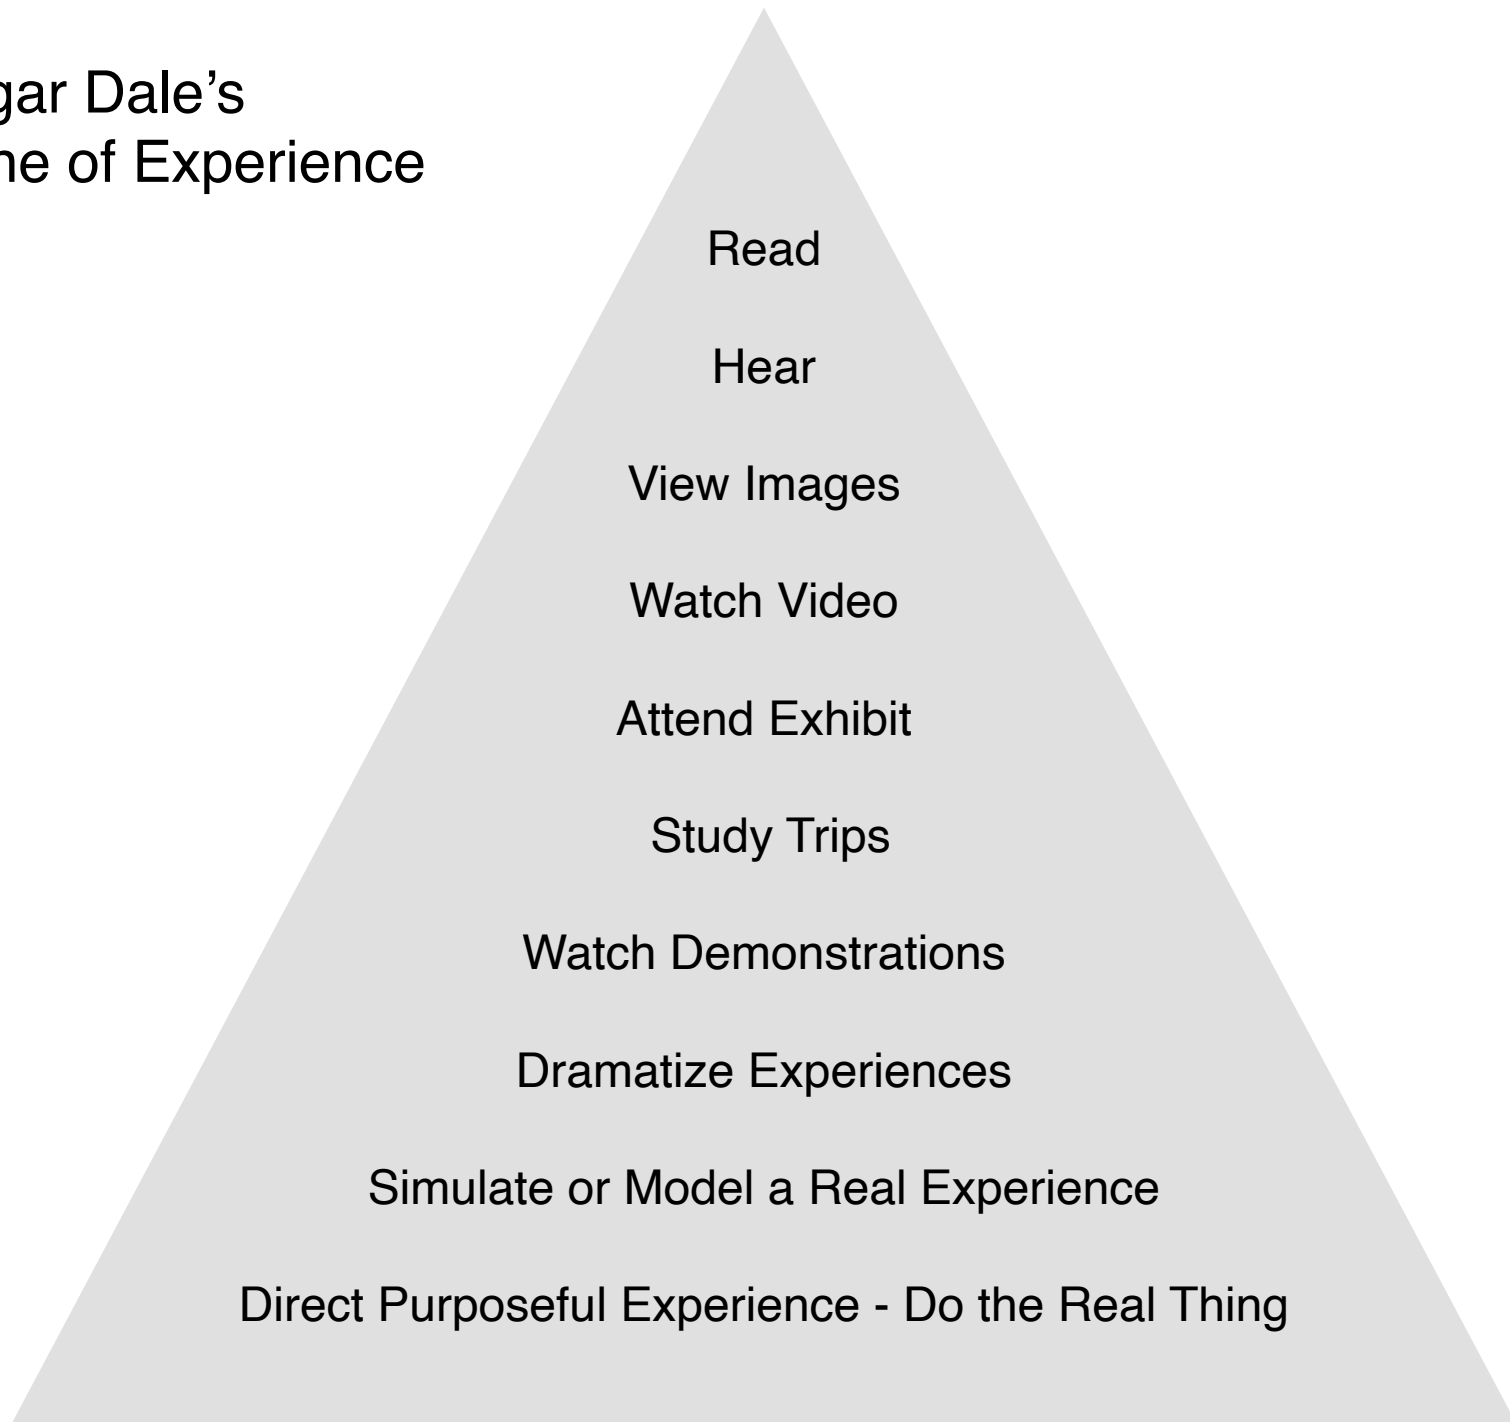 gar Dale’s
ne of Experience
Read
Hear
View Images
Watch Video
Attend Exhibit
Study Trips
Watch Demonstrations
Dramatize Experiences
Simulate or Model a Real Experience
Direct Purposeful Experience - Do the Real Thing